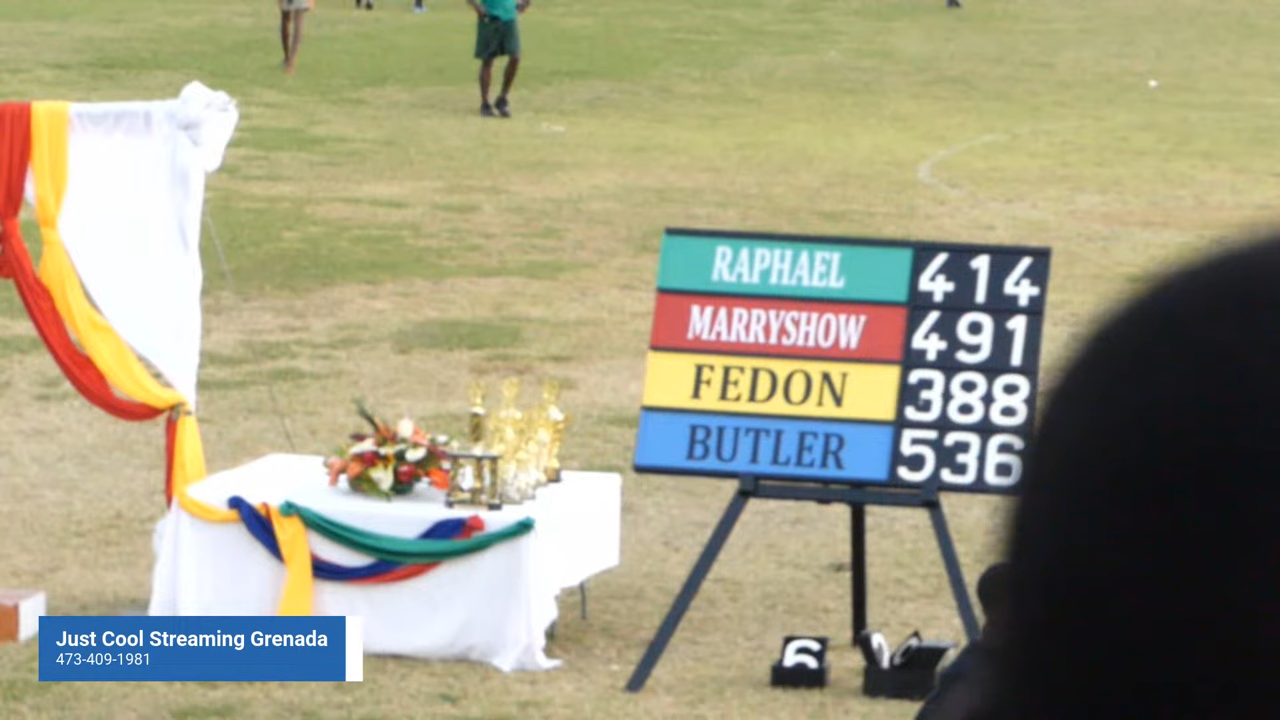 RAPHAEL 414
MARRYSHOW 491
FEDON 388
BUTLER 536
6
Just Cool Streaming Grenada
473-409-1981